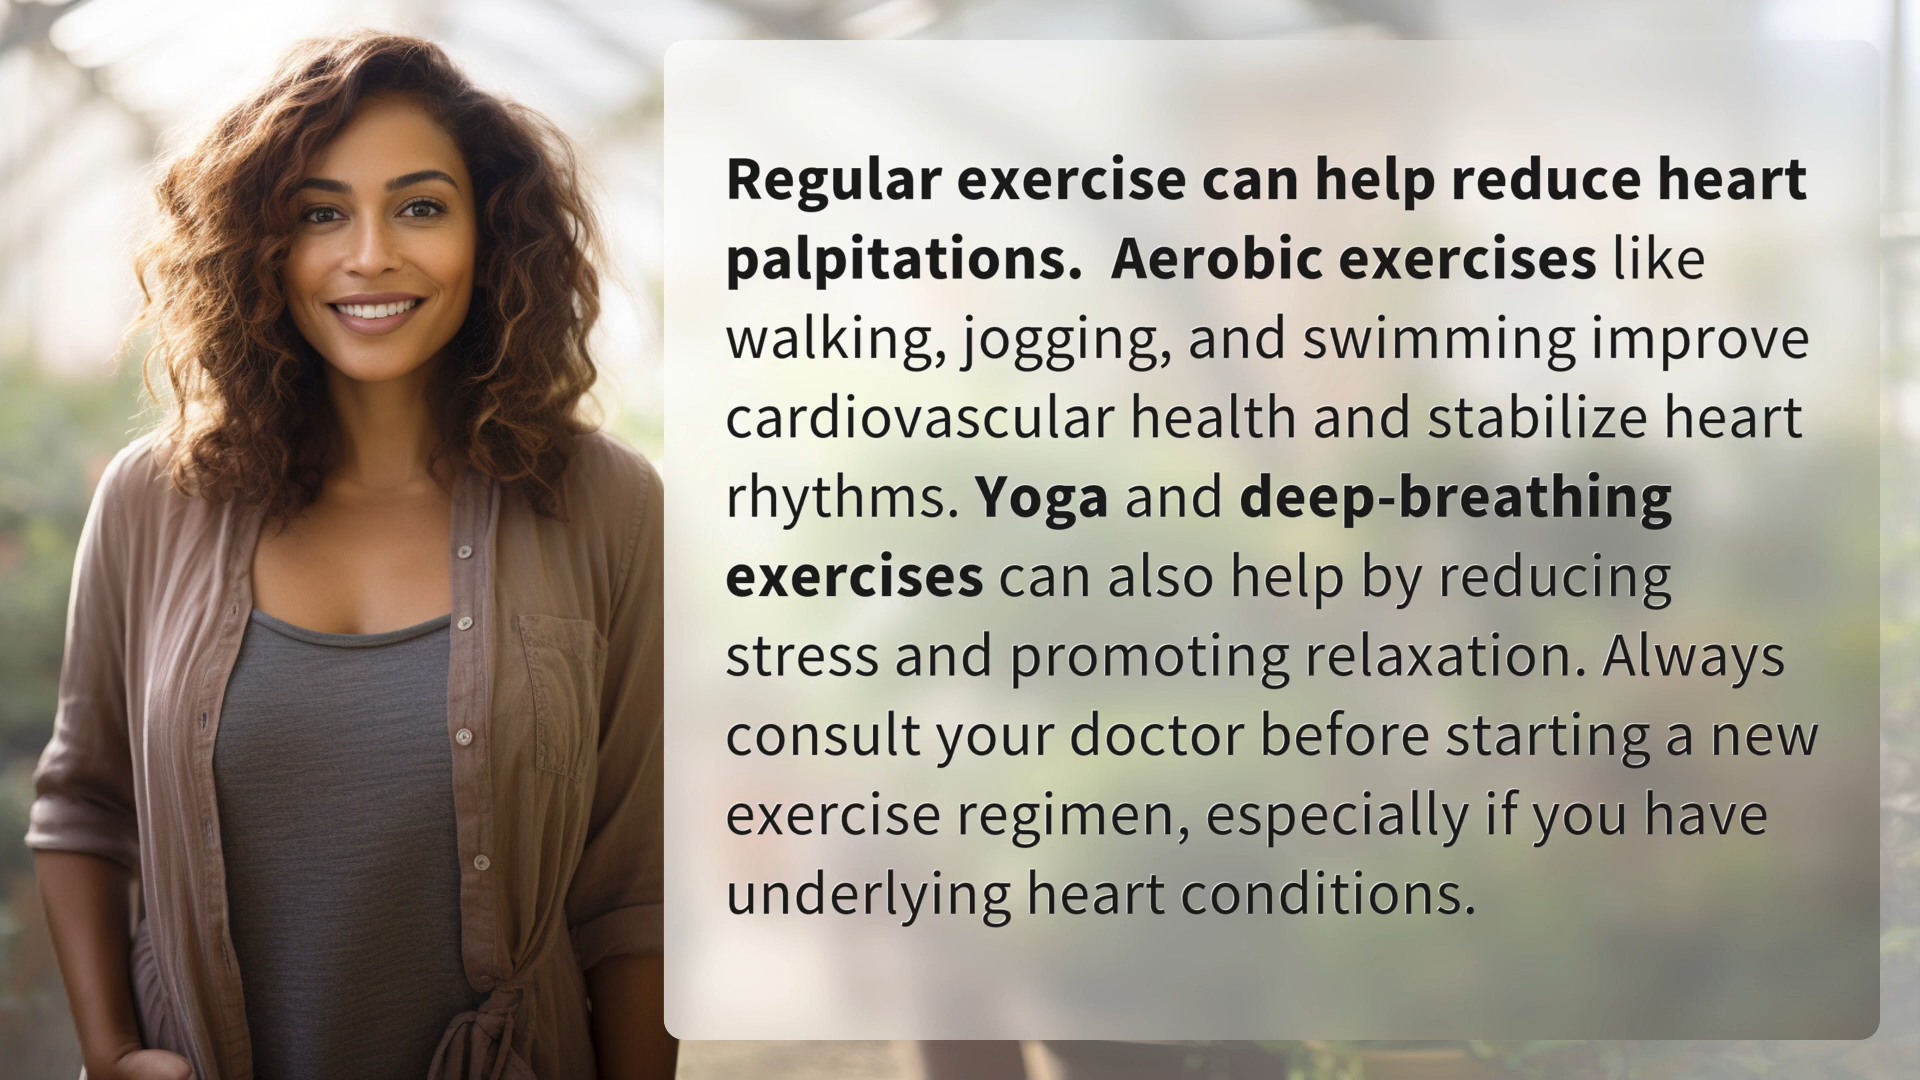 Regular exercise can help reduce heart
palpitations.  Aerobic exercises like
walking, jogging, and swimming improve
cardiovascular health and stabilize heart
rhythms. Yoga and deep-breathing
exercises can also help by reducing
stress and promoting relaxation. Always
consult your doctor before starting a new
exercise regimen, especially if you have
underlying heart conditions.